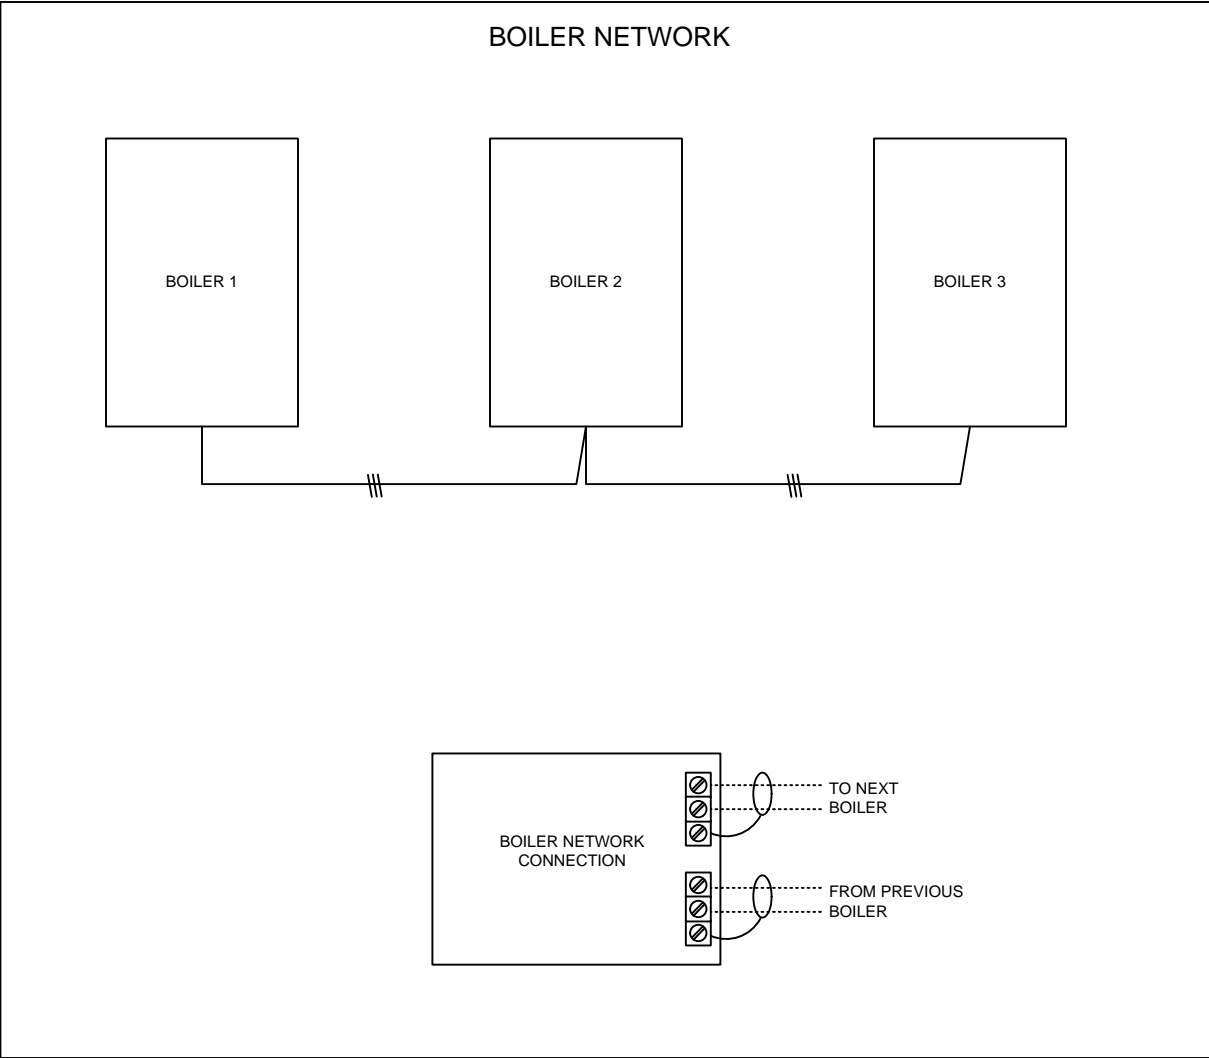 BOILER NETWORK
BOILER 1
BOILER 2
BOILER 3
BOILER NETWORK
CONNECTION
TO NEXT
BOILER
FROM PREVIOUS
BOILER